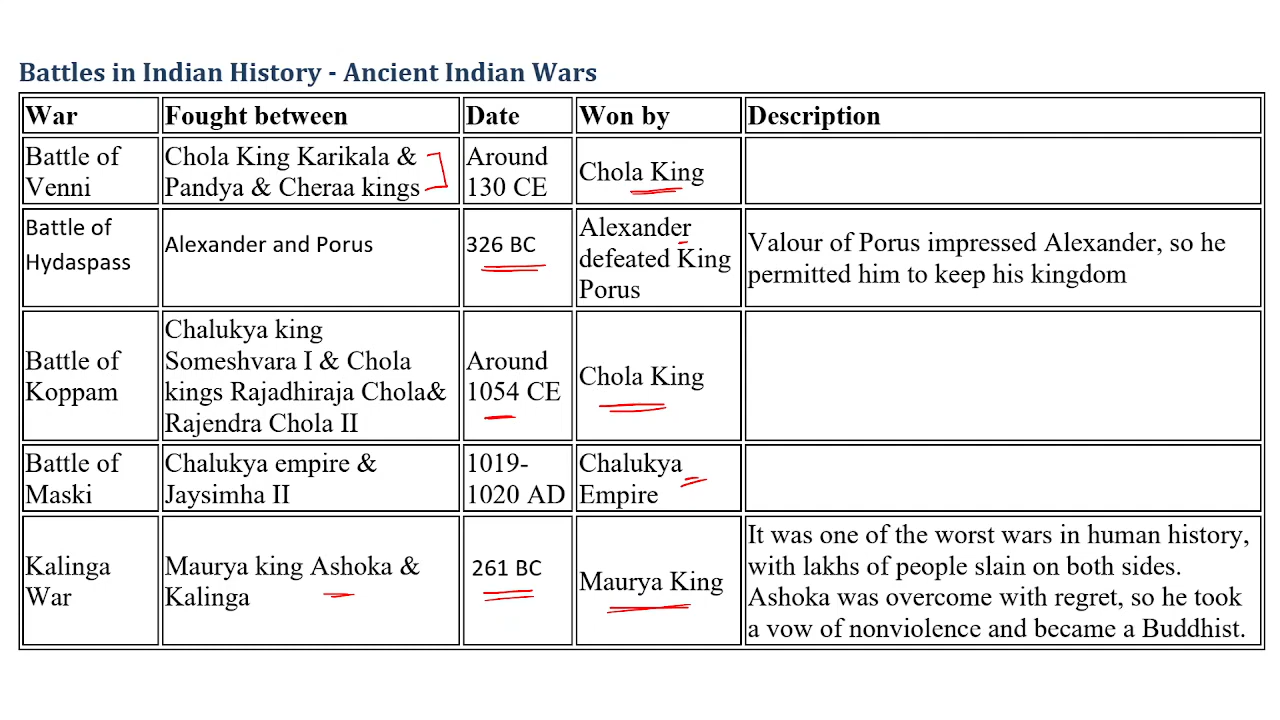 Battles in Indian History - Ancient Indian Wars
War
Fought between
Date
Won by
Description
Battle of
Venni
Chola King Karikala &
Pandya & Cheraa kings
Around
130 CE
Chola King
Battle of
Hydaspass
Alexander and Porus
326 BC
Alexander
defeated King
Porus
Valour of Porus impressed Alexander, so he
permitted him to keep his kingdom
Battle of
Koppam
Chalukya king
Someshvara I & Chola
kings Rajadhiraja Chola&
Rajendra Chola II
Around
1054 CE
Chola King
Battle of
Maski
Chalukya empire &
Jaysimha II
1019-
1020 AD
Chalukya
Empire
Kalinga
War
Maurya king Ashoka &
Kalinga
261 BC
Maurya King
It was one of the worst wars in human history,
with lakhs of people slain on both sides.
Ashoka was overcome with regret, so he took
a vow of nonviolence and became a Buddhist.